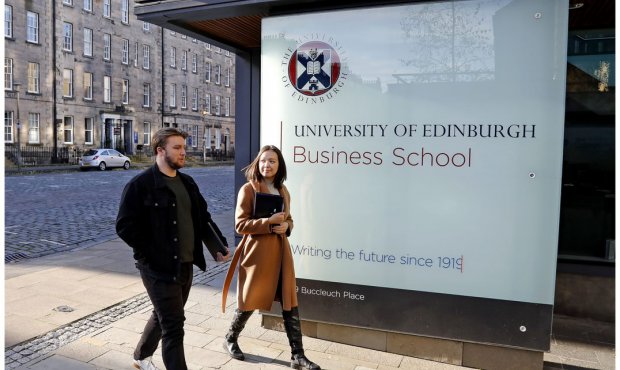 THE UNIVERSITY
of EDINBURGH
UNIVERSITY OF EDINBURGH
Business School
Writing the future since 1919
9 Buccleuch Place